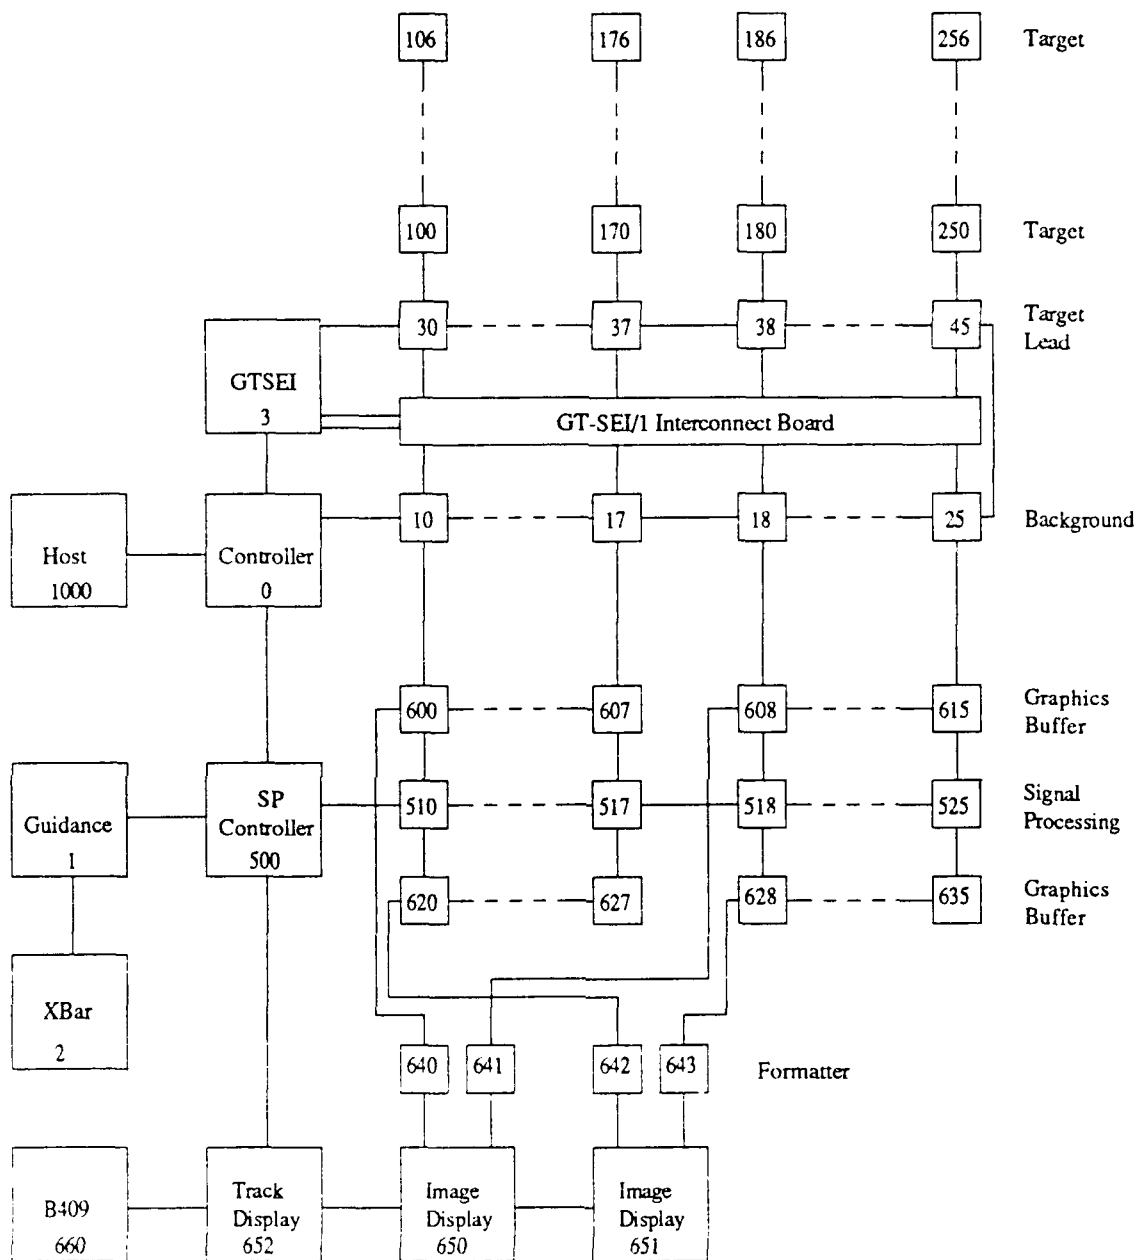 106 176 186 256 Target
100 170 180 250 Target
30 37 38 45 Target
Lead
GTSEI
3
GT-SEI/1 Interconnect Board
10 17 18 25 Background
Host
1000
Controller
0
600 607 608 615 Graphics
Buffer
Guidance
1
SP
Controller
500
510 517 518 525 Signal
Processing
620 627 628 635 Graphics
Buffer
XBar
2
640 641 642 643 Formatter
B409
660
Track
Display
652
Image
Display
650
Image
Display
651